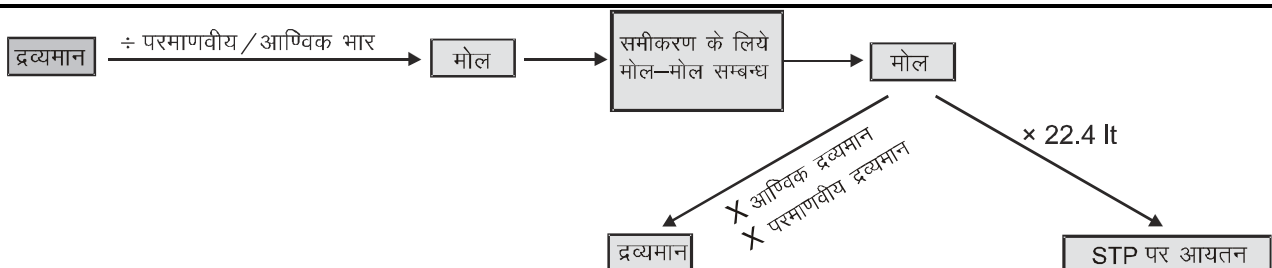 द्रव्यमान
÷ परमाणवीय/आण्विक भार
मोल
समीकरण के लिये
मोल–मोल सम्बन्ध
मोल
× 22.4 lt
X आण्विक द्रव्यमान
X परमाणवीय द्रव्यमान
द्रव्यमान
STP पर आयतन